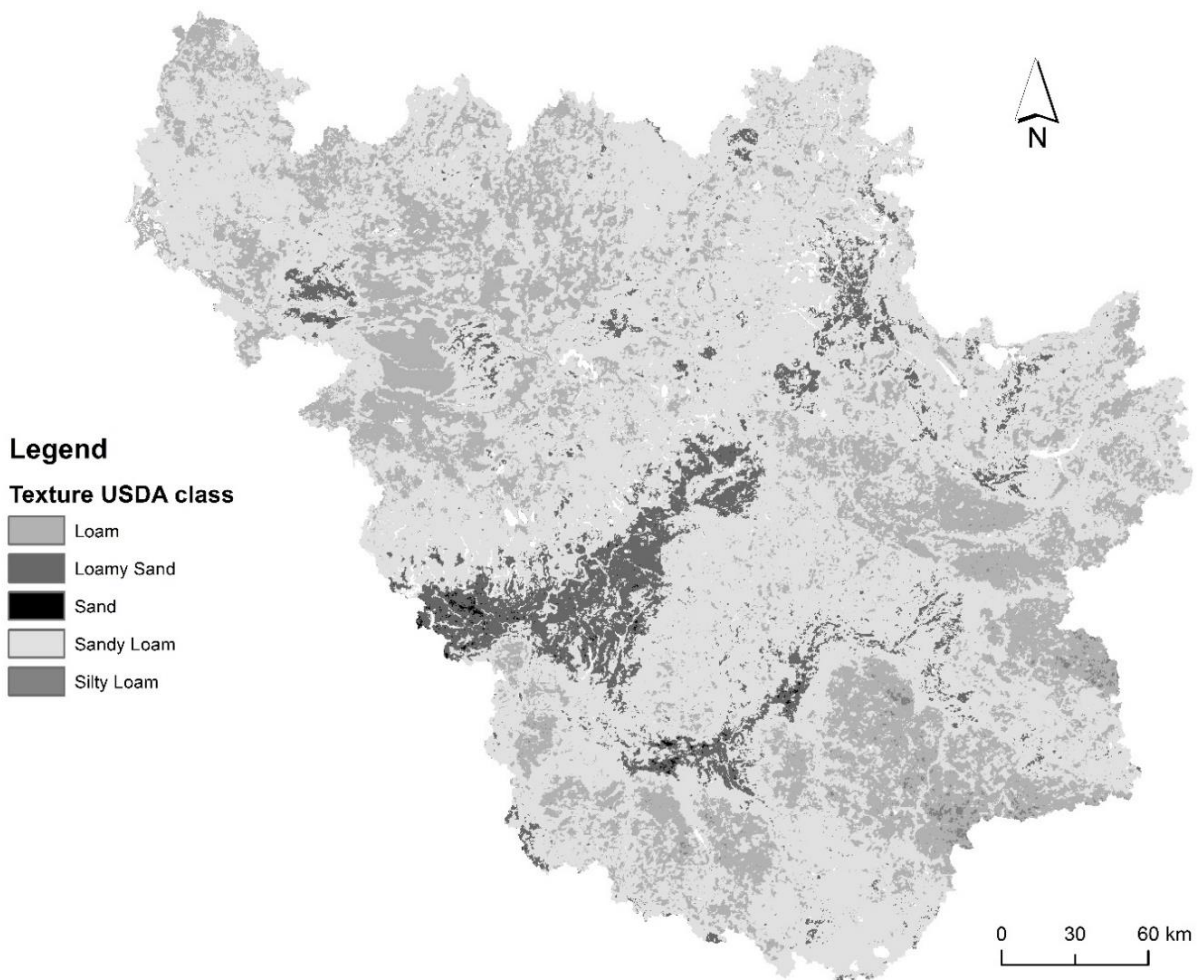 N
Legend
Texture USDA class
Loam
Loamy Sand
Sand
Sandy Loam
Silty Loam
0 30 60 km